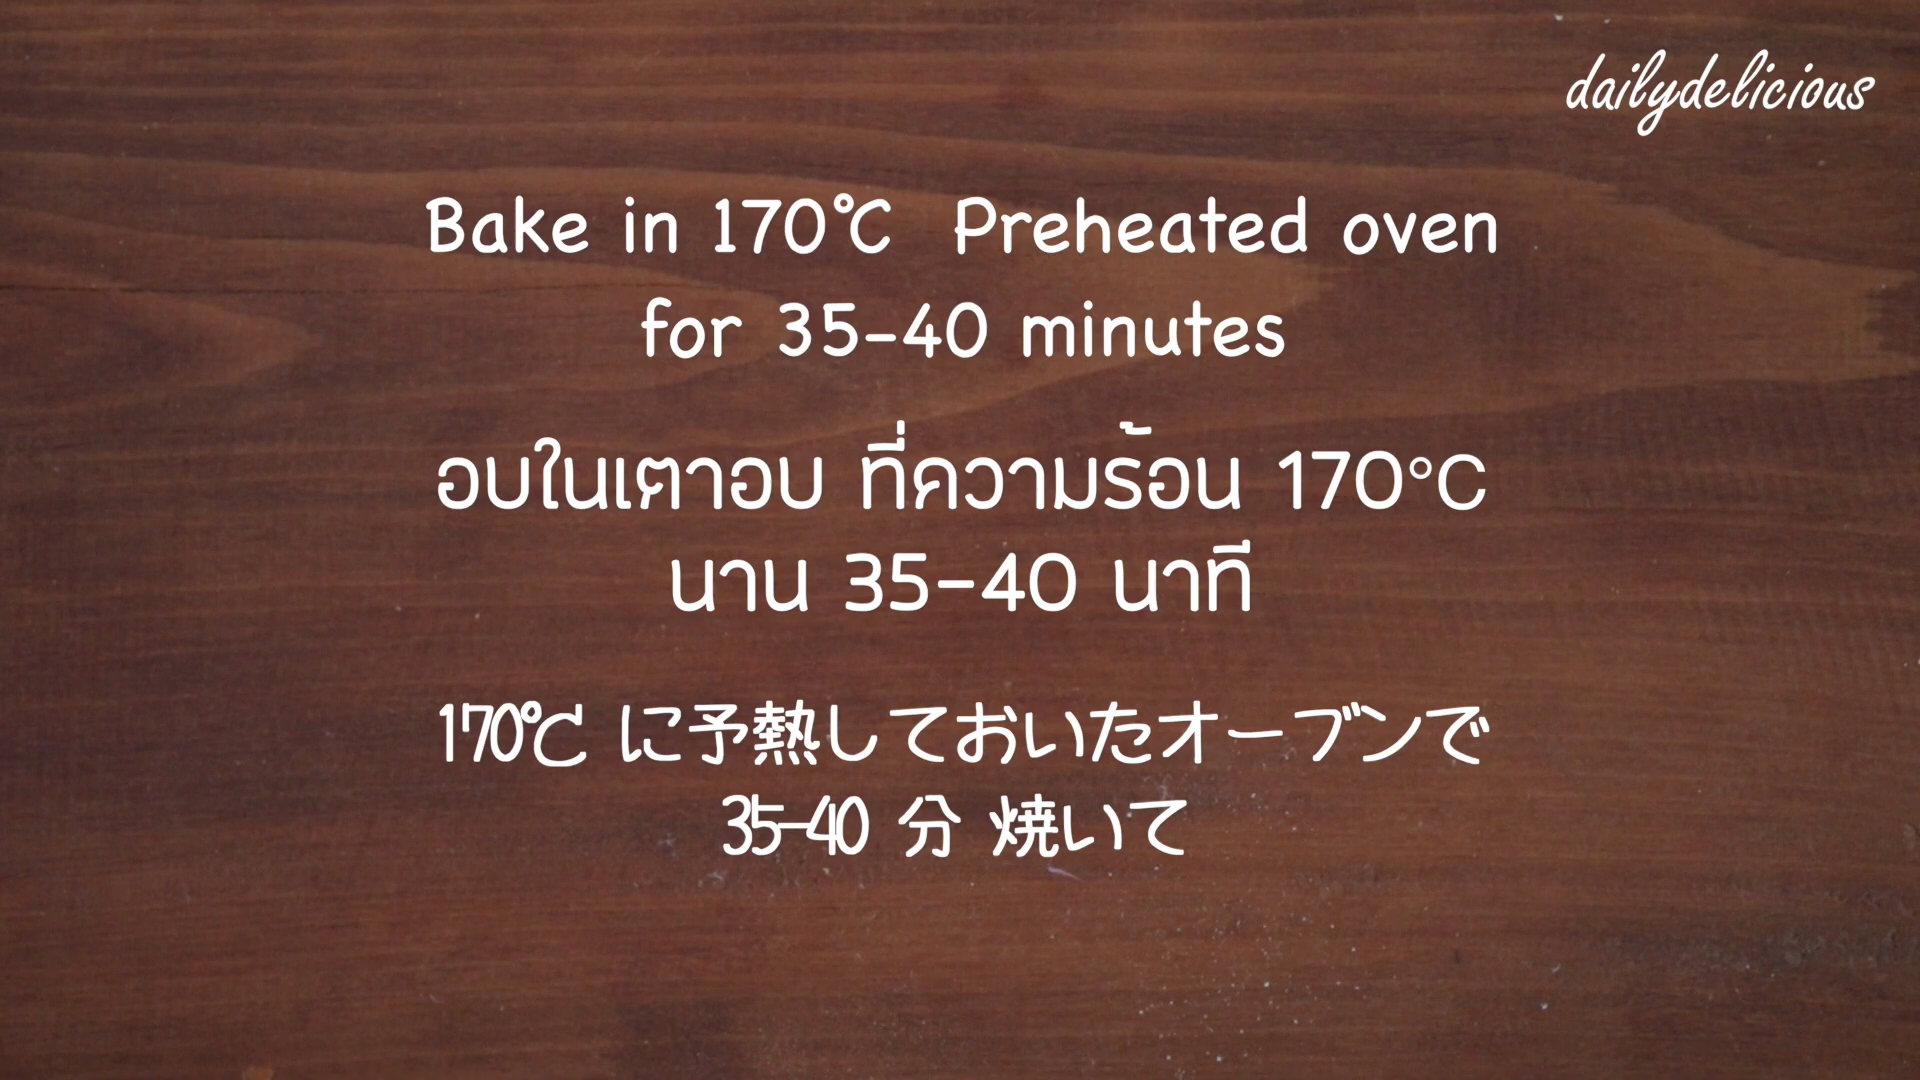 dailydelicious
Bake in 170℃ Preheated oven
for 35-40 minutes
อบในเตาอบ ที่ความร้อน 170°C
นาน 35-40 นาที
170℃ に予熱しておいたオーブンで
35-40 分 焼いて